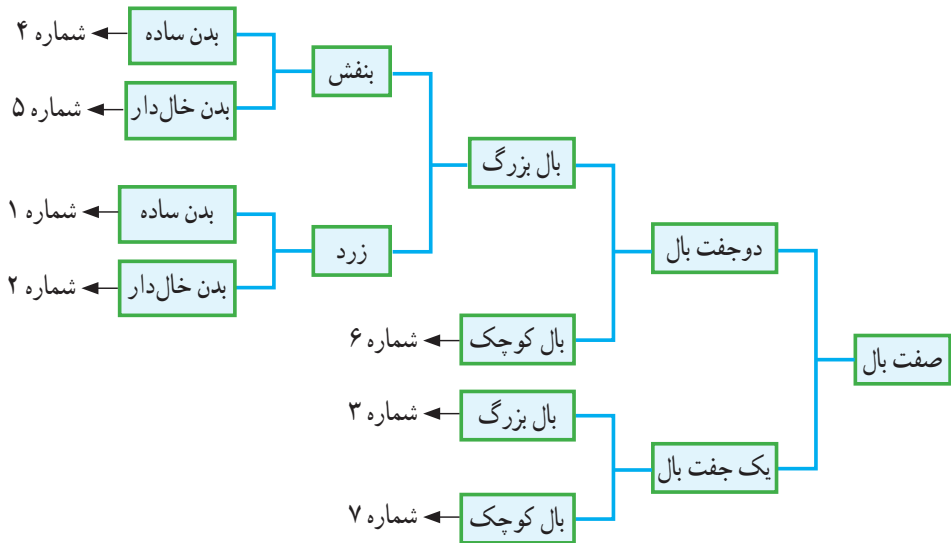 صفت بال
دوجفت بال
بال بزرگ
بنفش
بدن ساده
شماره ۴
بدن خال‌دار
شماره ۵
زرد
بدن ساده
شماره ۱
بدن خال‌دار
شماره ۲
بال کوچک
شماره ۶
یک جفت بال
بال بزرگ
شماره ۳
بال کوچک
شماره ۷